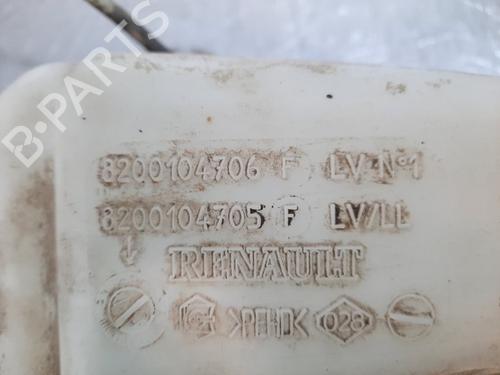 B-PARTS
8200104706 F LV N°1
8200104705 F LV/LL
RENAULT
G >PEHD< 028